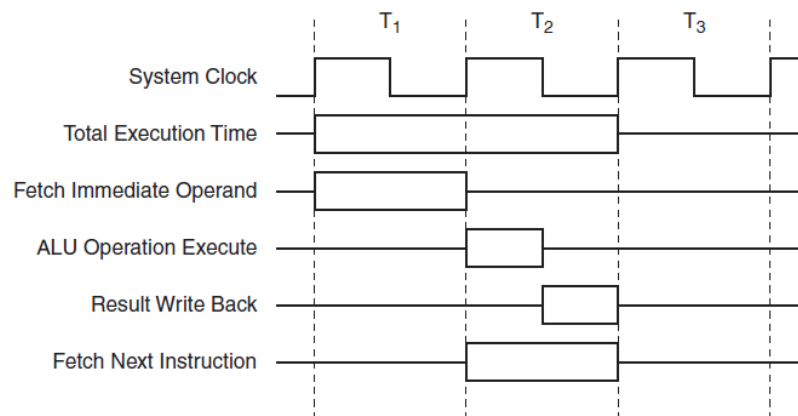 T1 T2 T3
System Clock
Total Execution Time
Fetch Immediate Operand
ALU Operation Execute
Result Write Back
Fetch Next Instruction